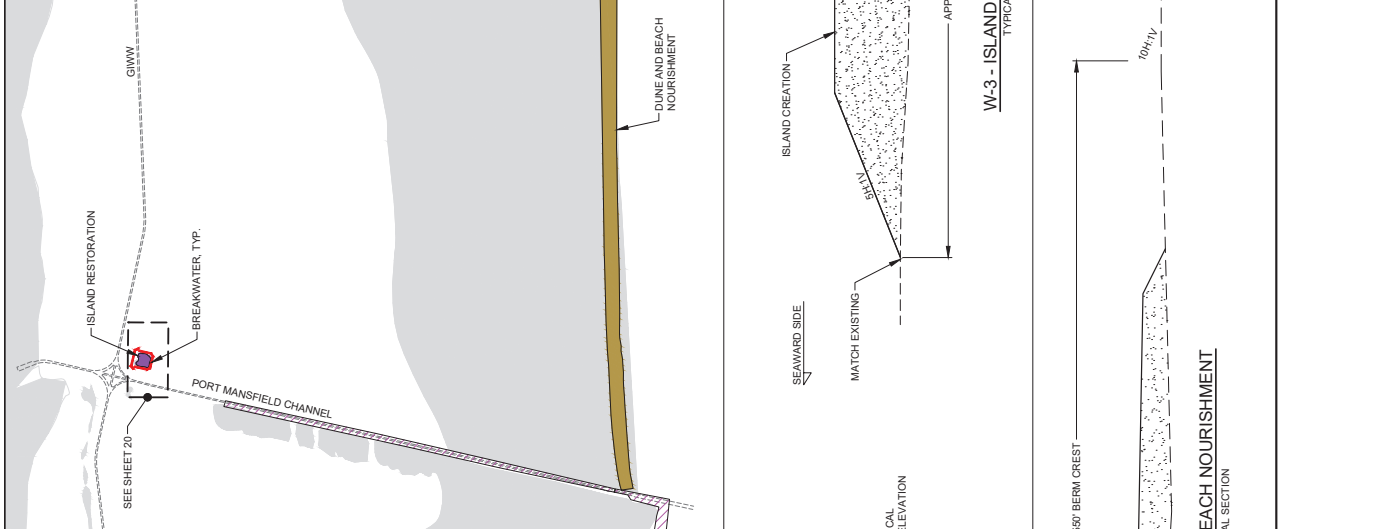 GIWW
DUNE AND BEACH
NOURISHMENT
ISLAND RESTORATION
BREAKWATER, TYP.
PORT MANSFIELD CHANNEL
SEE SHEET 20
ISLAND CREATION
5H:1V
SEAWARD SIDE
MATCH EXISTING
W-3 - ISLAND
10H:1V
50' BERM CREST
EACH NOURISHMENT
AL SECTION
ELEVATION